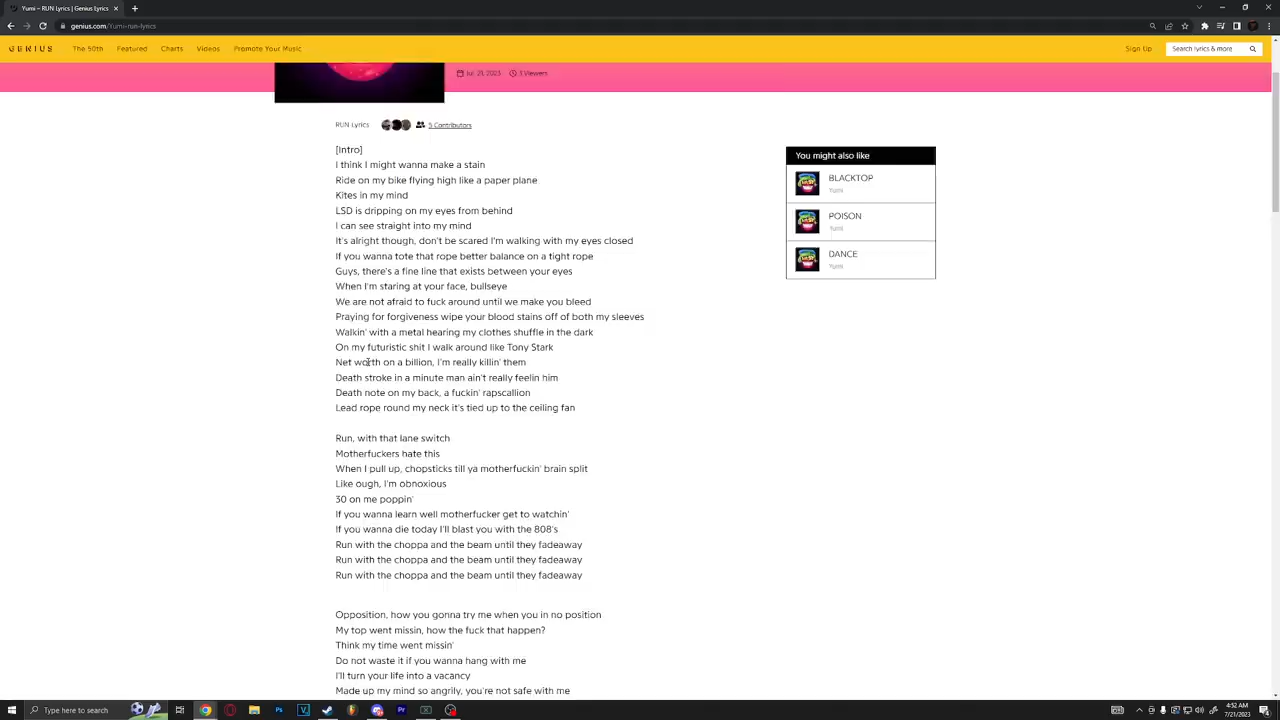 Yumi – RUN Lyrics | Genius Lyrics
genius.com/Yumi-run-lyrics
GENIUS
The 50th
Featured
Charts
Videos
Promote Your Music
Sign Up
Search lyrics & more
Jul. 21, 2023
3 Viewers
RUN Lyrics
5 Contributors
[Intro]
I think I might wanna make a stain
Ride on my bike flying high like a paper plane
Kites in my mind
LSD is dripping on my eyes from behind
I can see straight into my mind
It's alright though, don't be scared I'm walking with my eyes closed
If you wanna tote that rope better balance on a tight rope
Guys, there's a fine line that exists between your eyes
When I'm staring at your face, bullseye
We are not afraid to fuck around until we make you bleed
Praying for forgiveness wipe your blood stains off of both my sleeves
Walkin' with a metal hearing my clothes shuffle in the dark
On my futuristic shit I walk around like Tony Stark
Net worth on a billion, I'm really killin' them
Death stroke in a minute man ain't really feelin him
Death note on my back, a fuckin' rapscallion
Lead rope round my neck it's tied up to the ceiling fan
Run, with that lane switch
Motherfuckers hate this
When I pull up, chopsticks till ya motherfuckin' brain split
Like ough, I'm obnoxious
30 on me poppin'
If you wanna learn well motherfucker get to watchin'
If you wanna die today I'll blast you with the 808's
Run with the choppa and the beam until they fadeaway
Run with the choppa and the beam until they fadeaway
Run with the choppa and the beam until they fadeaway
Opposition, how you gonna try me when you in no position
My top went missin, how the fuck that happen?
Think my time went missin'
Do not waste it if you wanna hang with me
I'll turn your life into a vacancy
Made up my mind so angrily, you're not safe with me
You might also like
BLACKTOP
Yumi
POISON
Yumi
DANCE
Yumi
Type here to search
4:52 AM
7/21/2023